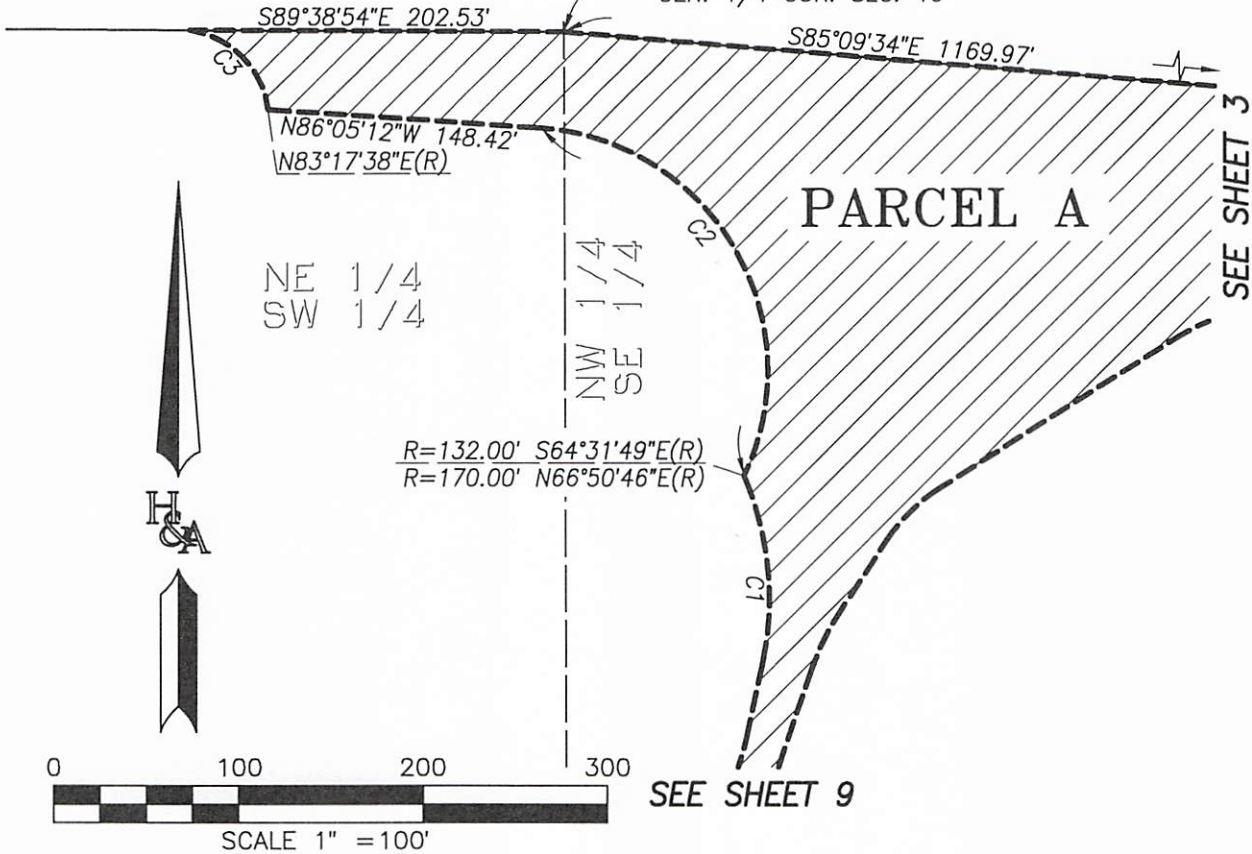 S89°38'54"E 202.53'
S85°09'34"E 1169.97'
C3
N86°05'12"W 148.42'
N83°17'38"E(R)
SEE SHEET 3
PARCEL A
C2
NE 1/4
SW 1/4
NW 1/4
SE 1/4
R=132.00' S64°31'49"E(R)
R=170.00' N66°50'46"E(R)
H&A
C1
0 100 200 300
SEE SHEET 9
SCALE 1" =100'